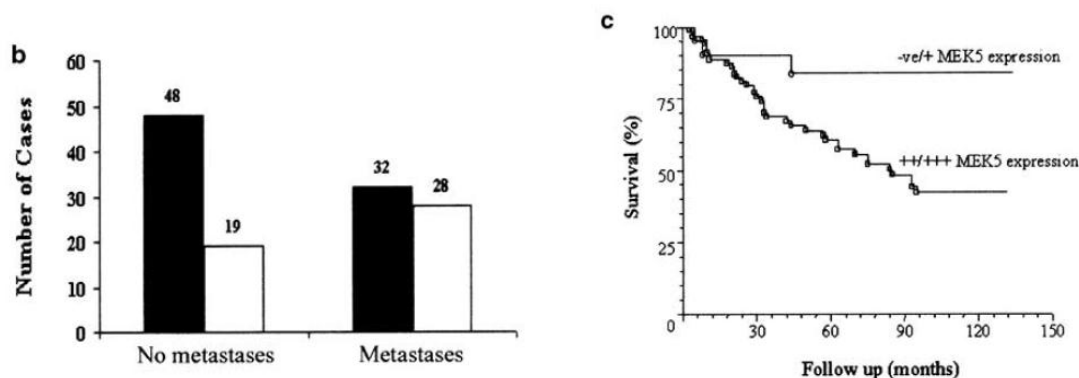 b
Number of Cases
60
50
40
30
20
10
0
48
19
32
28
No metastases
Metastases
c
Survival (%)
100
75
50
25
0
-ve/+ MEK5 expression
++/+++ MEK5 expression
30
60
90
120
150
Follow up (months)